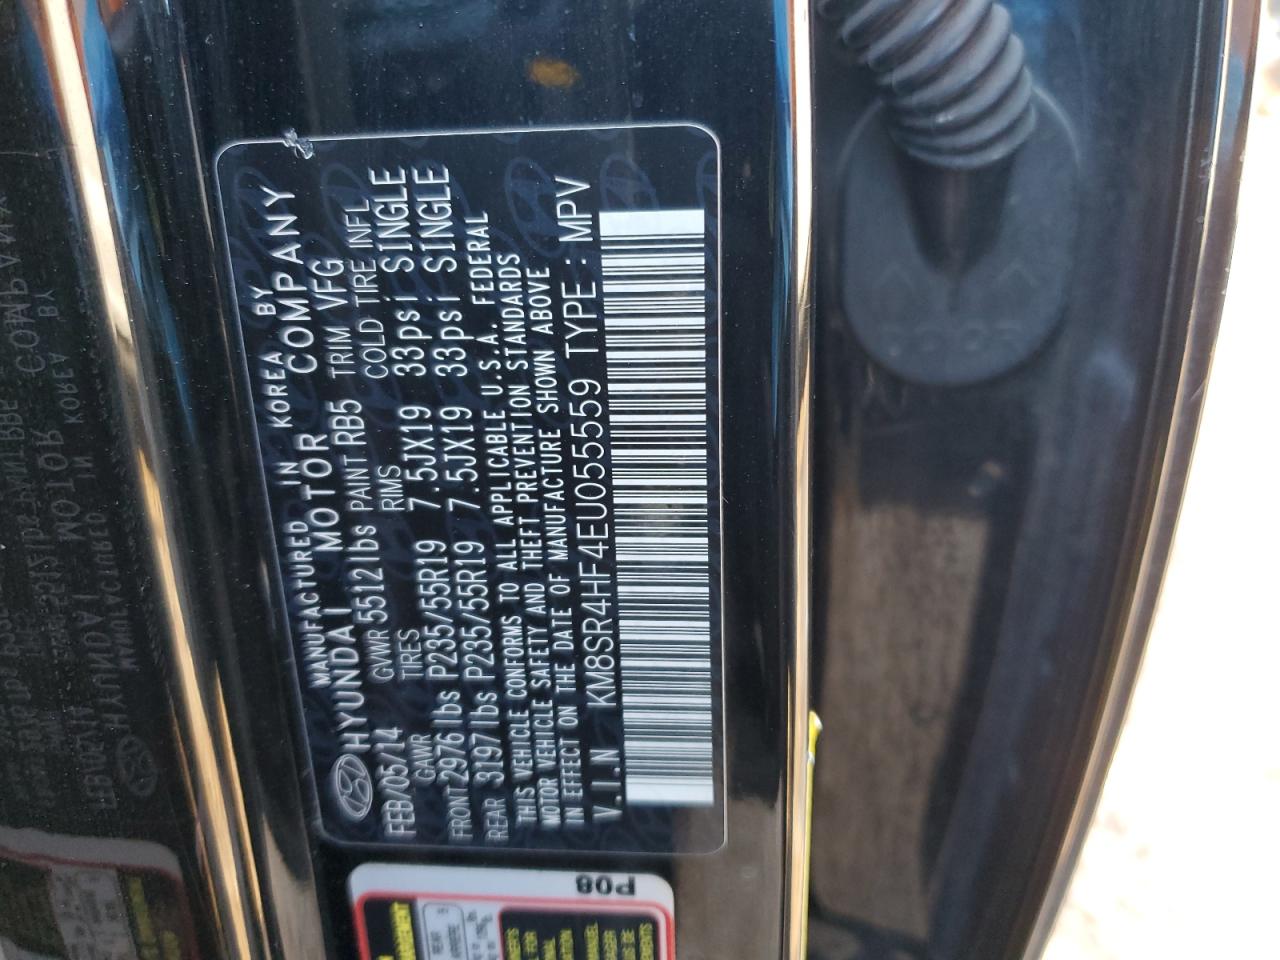 MANUFACTURED IN KOREA BY
HYUNDAI MOTOR COMPANY
FEB/05/14 GVWR 5512lbs PAINT RB5 TRIM VFG
GAWR TIRES RIMS COLD TIRE INFL
FRONT 2976lbs P235/55R19 7.5JX19 33psi SINGLE
REAR 3197lbs P235/55R19 7.5JX19 33psi SINGLE
THIS VEHICLE CONFORMS TO ALL APPLICABLE U.S.A. FEDERAL
MOTOR VEHICLE SAFETY AND THEFT PREVENTION STANDARDS
IN EFFECT ON THE DATE OF MANUFACTURE SHOWN ABOVE
V.I.N KM8SR4HF4EU055559 TYPE : MPV
P08
REAR